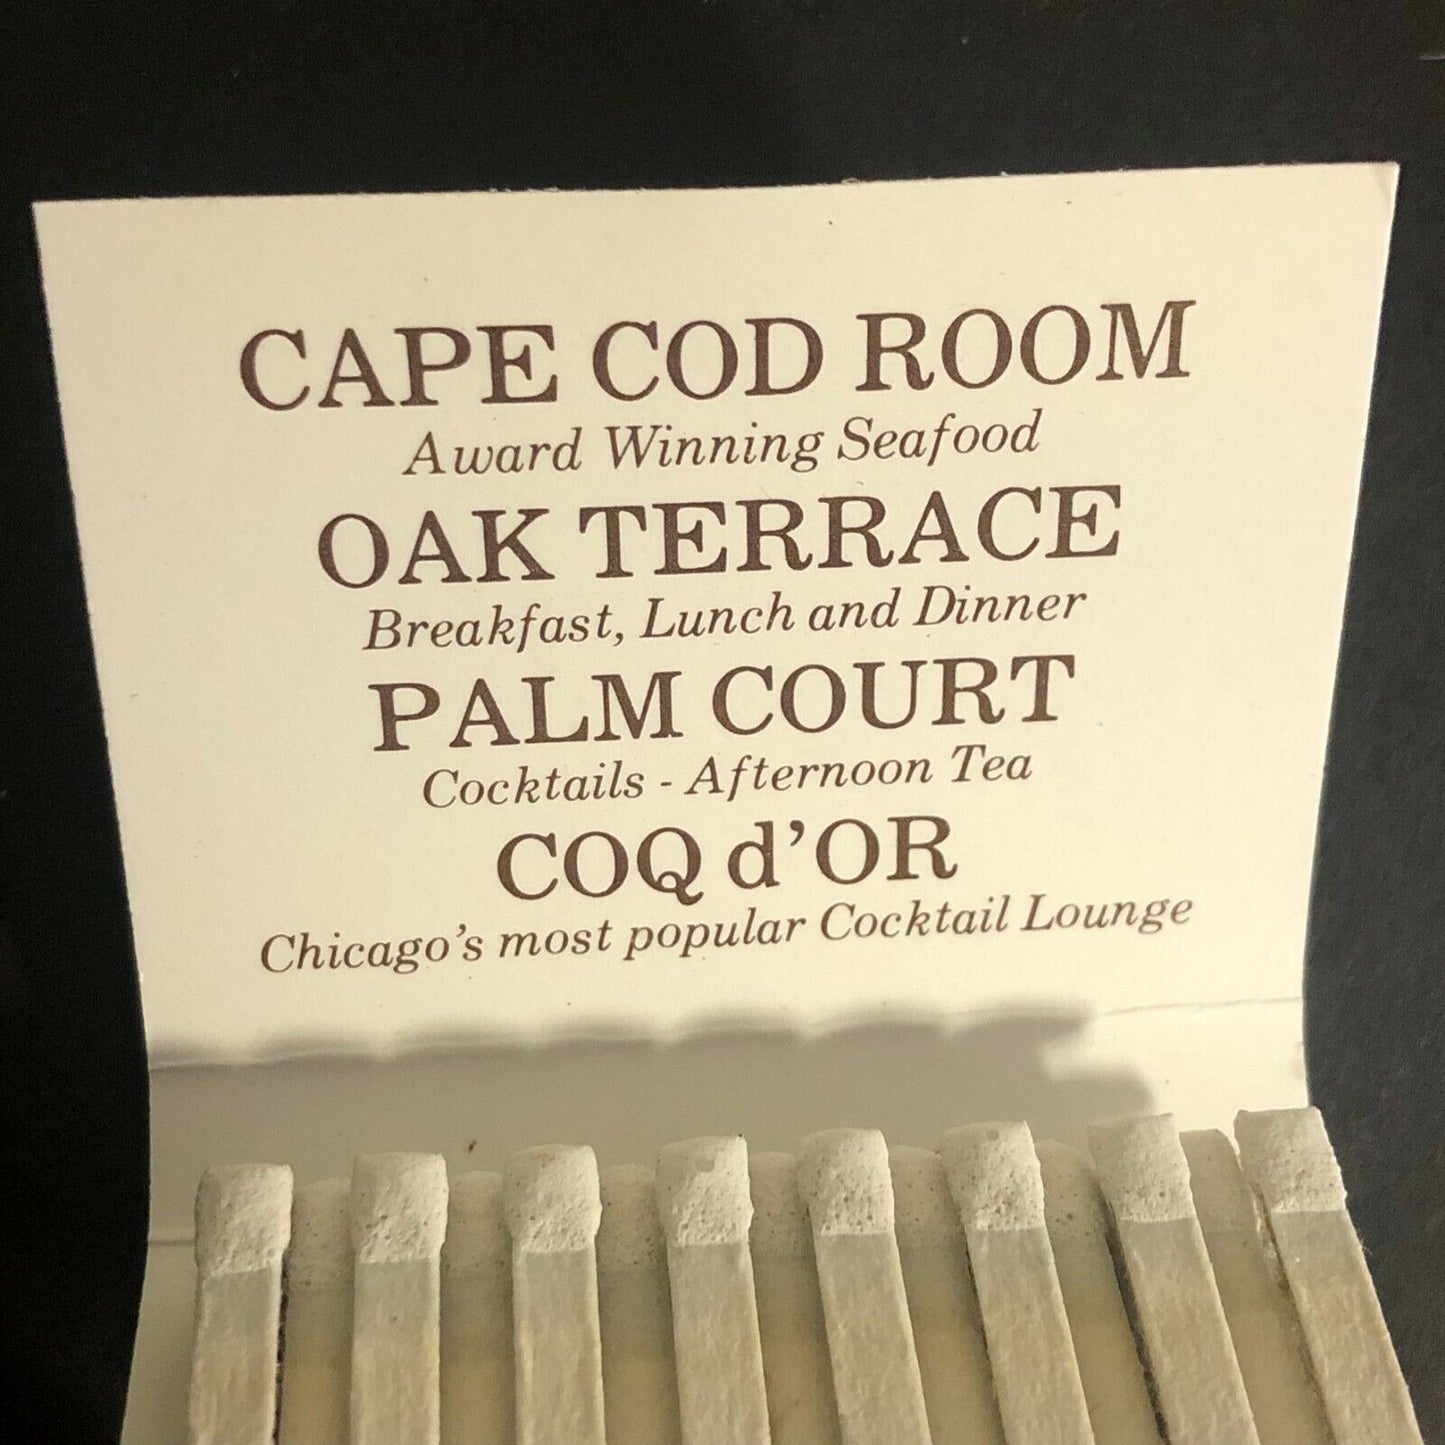 CAPE COD ROOM
Award Winning Seafood
OAK TERRACE
Breakfast, Lunch and Dinner
PALM COURT
Cocktails - Afternoon Tea
COQ d'OR
Chicago's most popular Cocktail Lounge